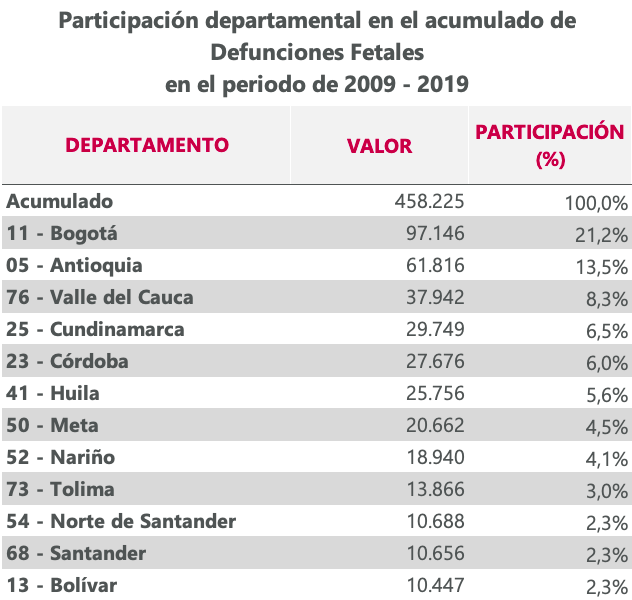 Participación departamental en el acumulado de
Defunciones Fetales
en el periodo de 2009 - 2019
DEPARTAMENTO VALOR PARTICIPACIÓN (%)
Acumulado 458.225 100,0%
11 - Bogotá 97.146 21,2%
05 - Antioquia 61.816 13,5%
76 - Valle del Cauca 37.942 8,3%
25 - Cundinamarca 29.749 6,5%
23 - Córdoba 27.676 6,0%
41 - Huila 25.756 5,6%
50 - Meta 20.662 4,5%
52 - Nariño 18.940 4,1%
73 - Tolima 13.866 3,0%
54 - Norte de Santander 10.688 2,3%
68 - Santander 10.656 2,3%
13 - Bolívar 10.447 2,3%